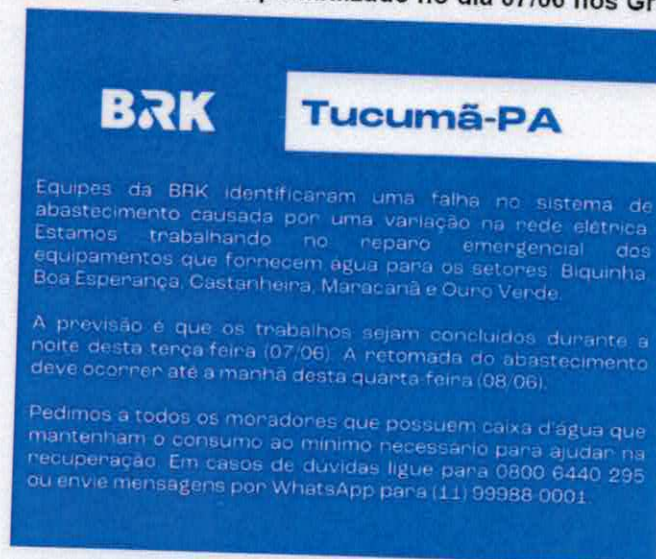 no dia 07/06 nos
BRK
Tucumã-PA
Equipes da BRK identificaram uma falha no sistema de
abastecimento causada por uma variação na rede elétrica.
Estamos trabalhando no reparo emergencial dos
equipamentos que fornecem água para os setores: Biquinha,
Boa Esperança, Castanheira, Maracanã e Ouro Verde.
A previsão é que os trabalhos sejam concluídos durante a
noite desta terça-feira (07/06). A retomada do abastecimento
deve ocorrer até a manhã desta quarta-feira (08/06).
Pedimos a todos os moradores que possuem caixa d'água que
mantenham o consumo ao mínimo necessário para ajudar na
recuperação. Em casos de dúvidas ligue para 0800 6440 295
ou envie mensagens por WhatsApp para (11) 99988-0001.